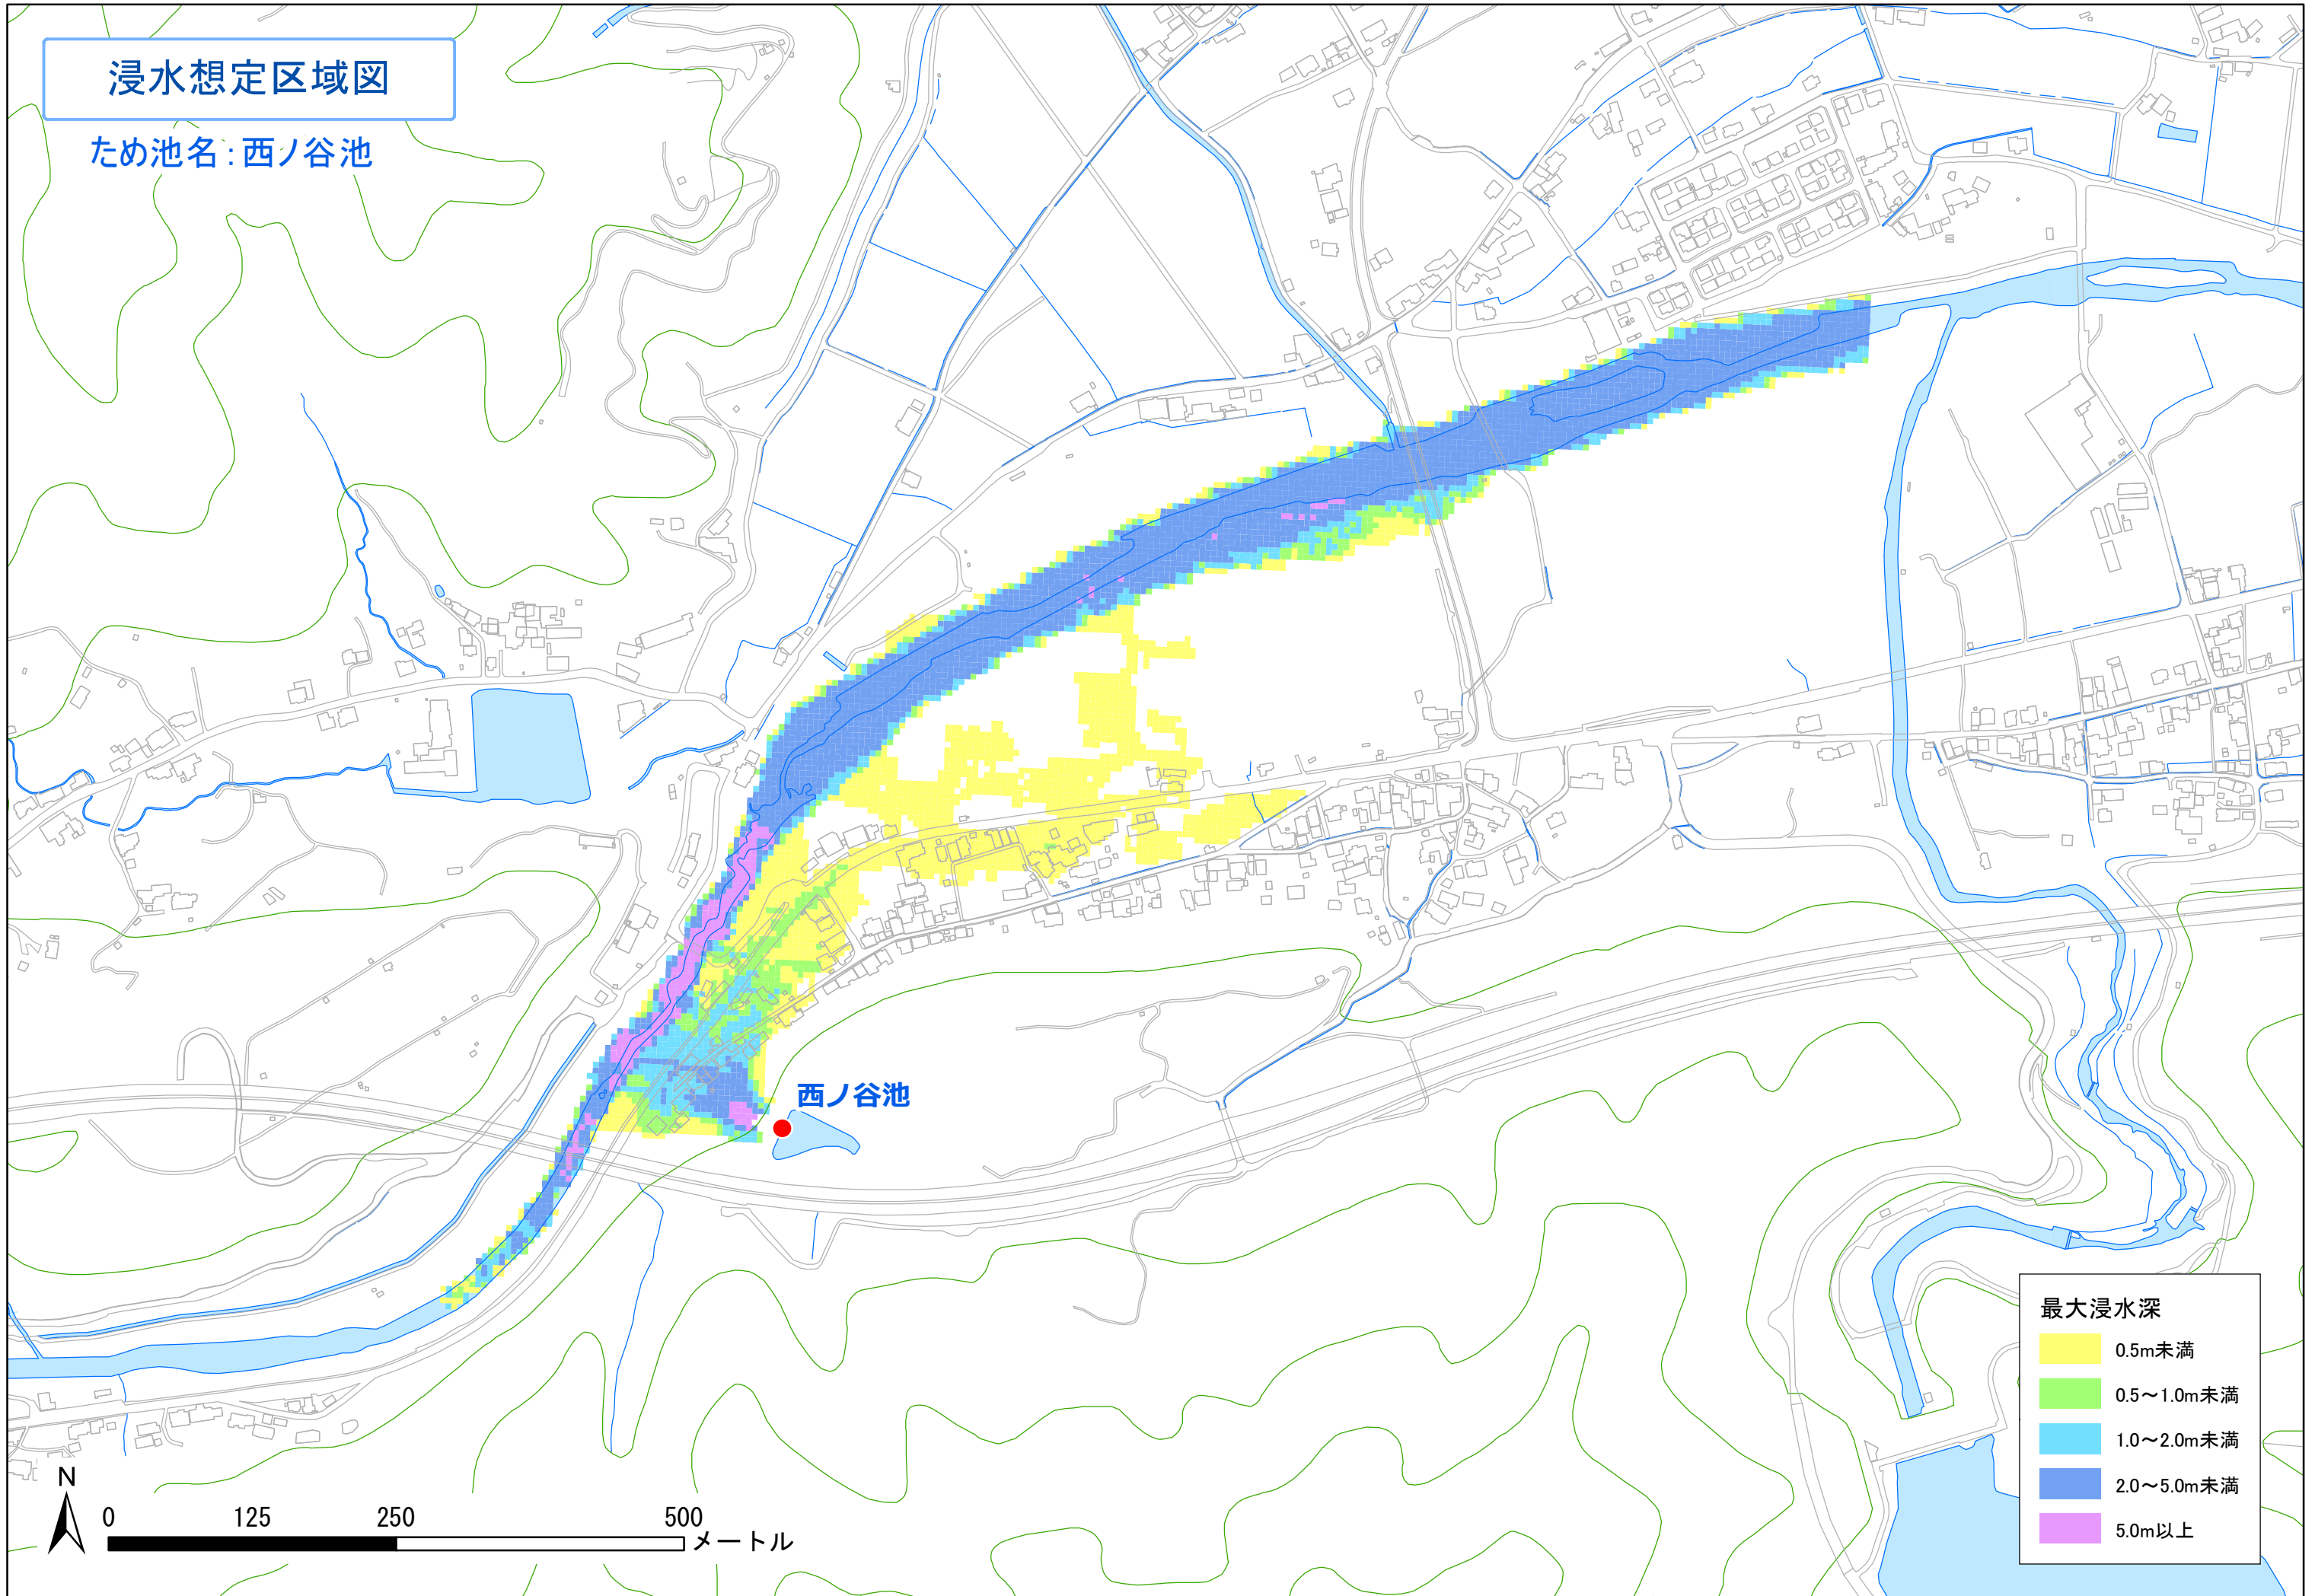 浸水想定区域図
ため池名:西ノ谷池
西ノ谷池
最大浸水深
0.5m未満
0.5～1.0m未満
1.0～2.0m未満
2.0～5.0m未満
5.0m以上
N
0 125 250 500
メートル